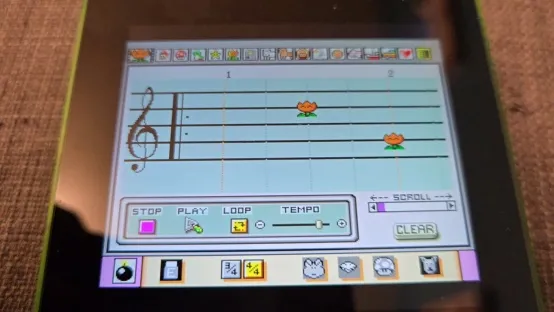 1 2
STOP PLAY LOOP TEMPO
SCROLL
CLEAR
3/4 4/4